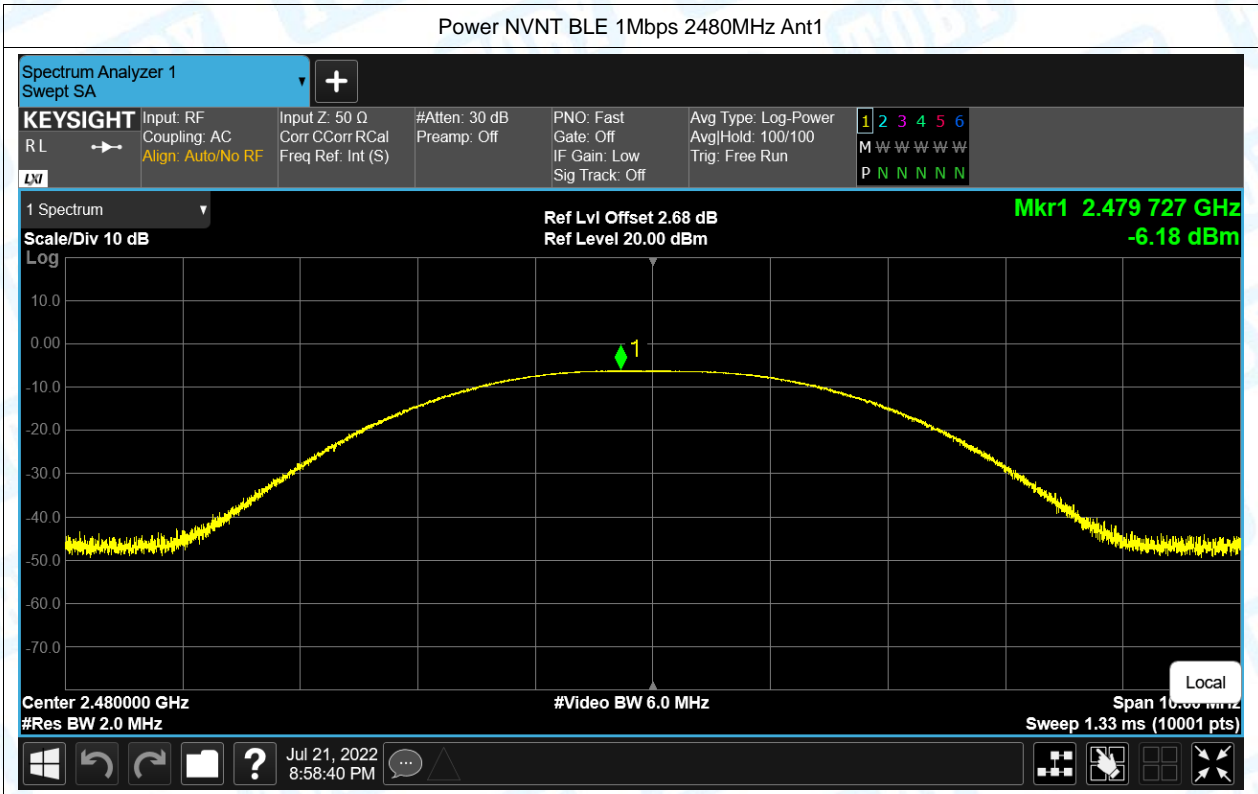 Power NVNT BLE 1Mbps 2480MHz Ant1
Spectrum Analyzer 1
Swept SA
KEYSIGHT
R L
LXI
Input: RF
Coupling: AC
Align: Auto/No RF
Input Z: 50 Ω
Corr CCorr RCal
Freq Ref: Int (S)
#Atten: 30 dB
Preamp: Off
PNO: Fast
Gate: Off
IF Gain: Low
Sig Track: Off
Avg Type: Log-Power
Avg|Hold: 100/100
Trig: Free Run
1 2 3 4 5 6
M W W W W W
P N N N N N
1 Spectrum
Scale/Div 10 dB
Log
Ref Lvl Offset 2.68 dB
Ref Level 20.00 dBm
Mkr1 2.479 727 GHz
-6.18 dBm
10.0
0.00
1
-10.0
-20.0
-30.0
-40.0
-50.0
-60.0
-70.0
Local
Center 2.480000 GHz
#Video BW 6.0 MHz
Span 10.00 MHz
#Res BW 2.0 MHz
Sweep 1.33 ms (10001 pts)
?
Jul 21, 2022
8:58:40 PM